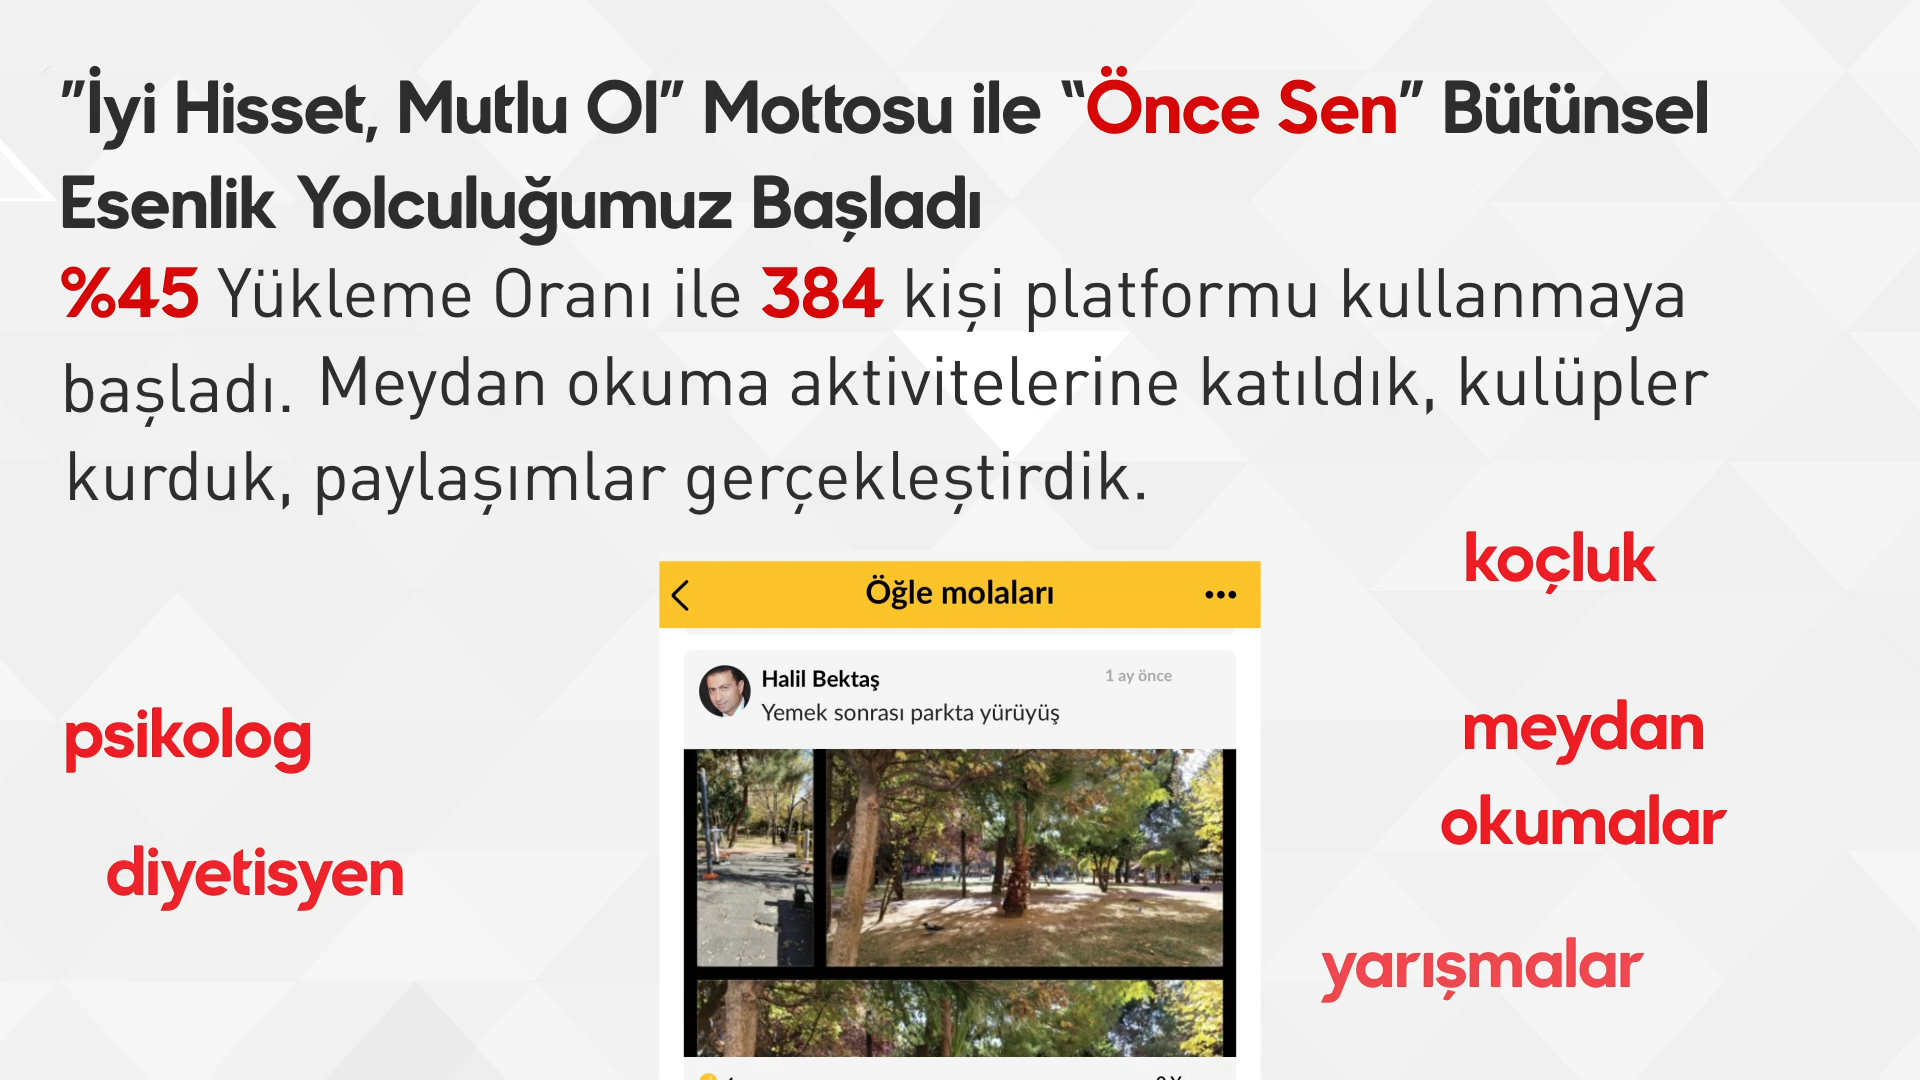 "İyi Hisset, Mutlu Ol" Mottosu ile “Önce Sen” Bütünsel
Esenlik Yolculuğumuz Başladı
%45 Yükleme Oranı ile 384 kişi platformu kullanmaya
başladı. Meydan okuma aktivitelerine katıldık, kulüpler
kurduk, paylaşımlar gerçekleştirdik.
koçluk
Öğle molaları
Halil Bektaş
1 ay önce
Yemek sonrası parkta yürüyüş
psikolog
diyetisyen
meydan
okumalar
yarışmalar